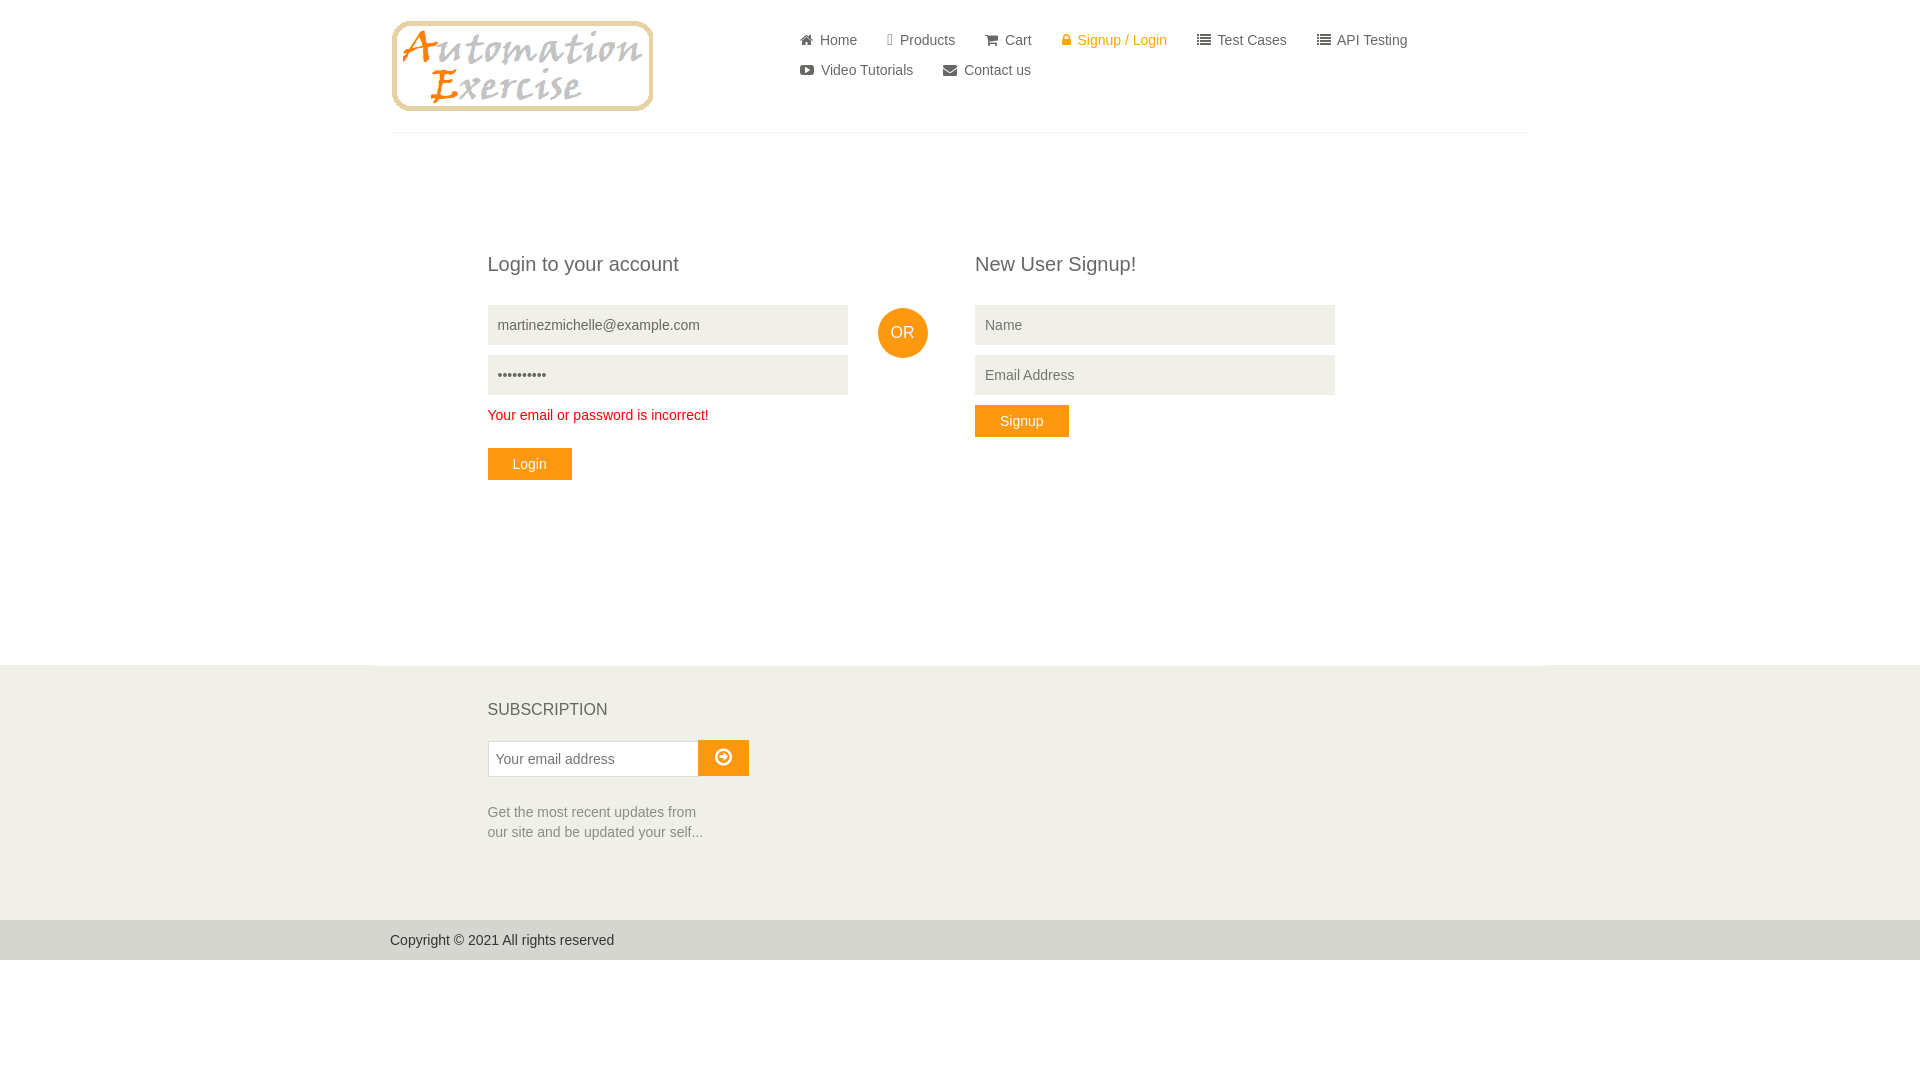 Automation
Exercise
Home
Products
Cart
Signup / Login
Test Cases
API Testing
Video Tutorials
Contact us
Login to your account
martinezmichelle@example.com
••••••••••
Your email or password is incorrect!
Login
OR
New User Signup!
Name
Email Address
Signup
SUBSCRIPTION
Your email address
Get the most recent updates from
our site and be updated your self...
Copyright © 2021 All rights reserved